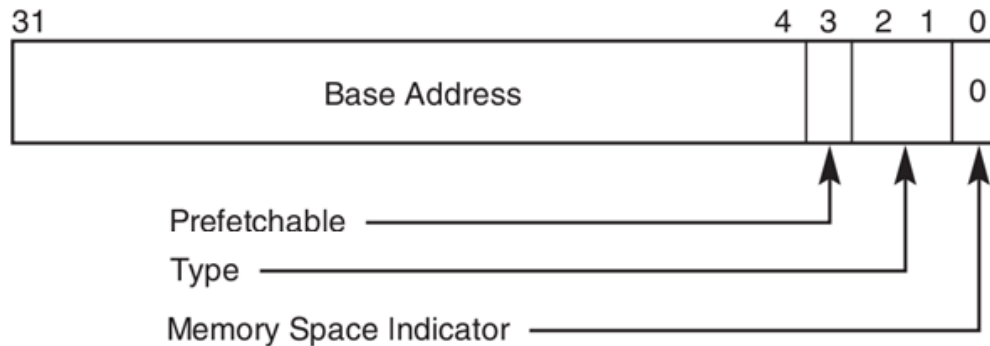 31 4 3 2 1 0
Base Address 0
Prefetchable
Type
Memory Space Indicator